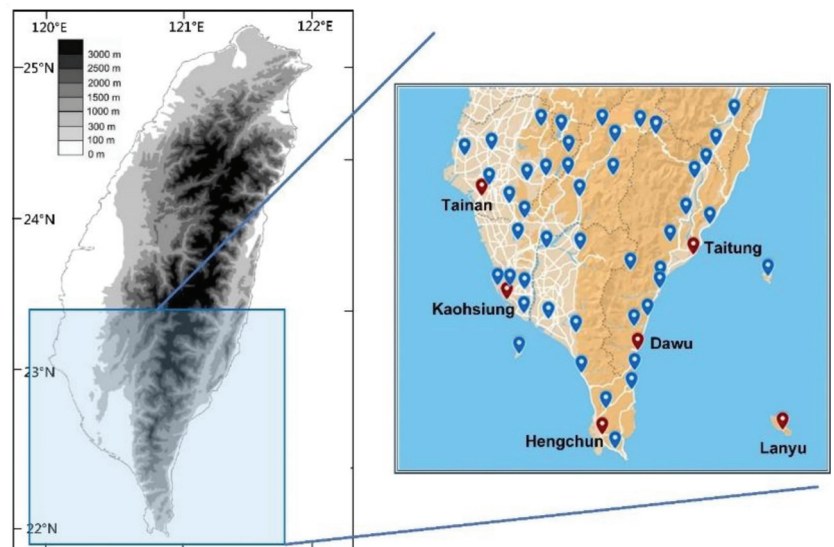 120°E
121°E
122°E
25°N
24°N
23°N
22°N
3000 m
2500 m
2000 m
1500 m
1000 m
300 m
100 m
0 m
Tainan
Taitung
Kaohsiung
Dawu
Hengchun
Lanyu